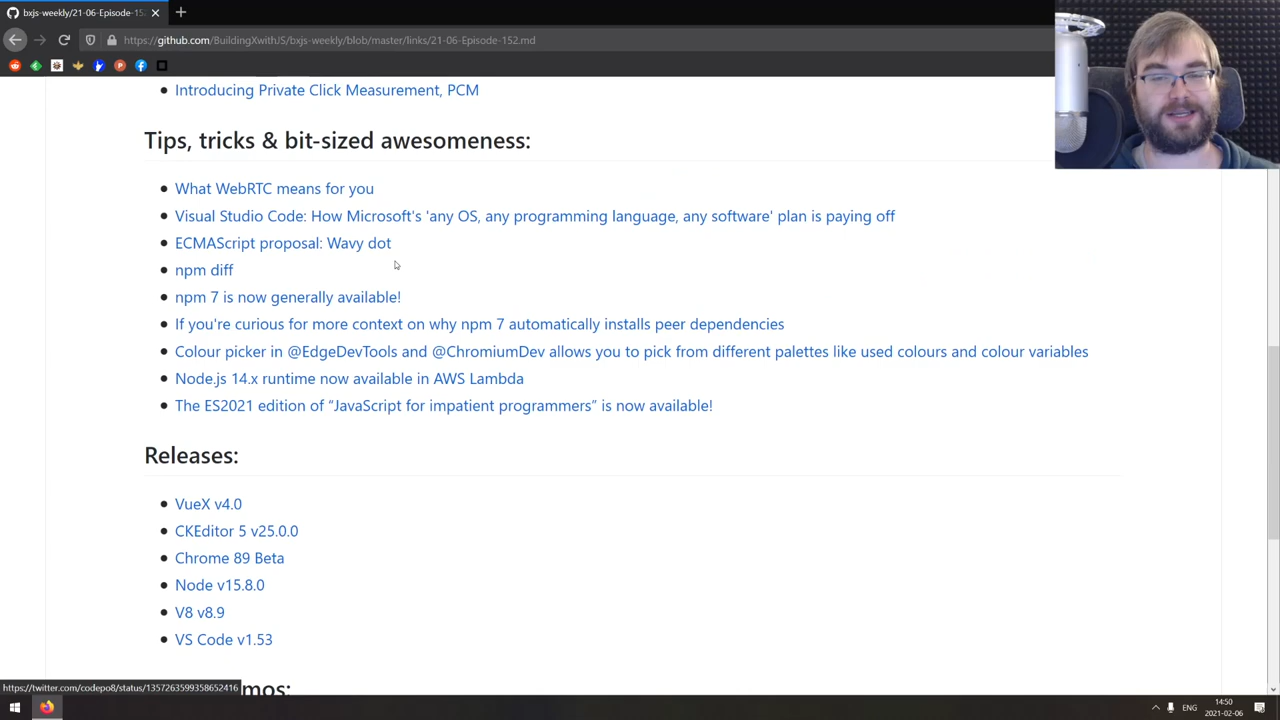 bxjs-weekly/21-06-Episode-152.
https://github.com/BuildingXwithJS/bxjs-weekly/blob/master/links/21-06-Episode-152.md
Introducing Private Click Measurement, PCM
Tips, tricks & bit-sized awesomeness:
What WebRTC means for you
Visual Studio Code: How Microsoft's 'any OS, any programming language, any software' plan is paying off
ECMAScript proposal: Wavy dot
npm diff
npm 7 is now generally available!
If you're curious for more context on why npm 7 automatically installs peer dependencies
Colour picker in @EdgeDevTools and @ChromiumDev allows you to pick from different palettes like used colours and colour variables
Node.js 14.x runtime now available in AWS Lambda
The ES2021 edition of “JavaScript for impatient programmers” is now available!
Releases:
VueX v4.0
CKEditor 5 v25.0.0
Chrome 89 Beta
Node v15.8.0
V8 v8.9
VS Code v1.53
https://twitter.com/codepo8/status/1357263599358652416
mos:
ENG
14:50
2021-02-06